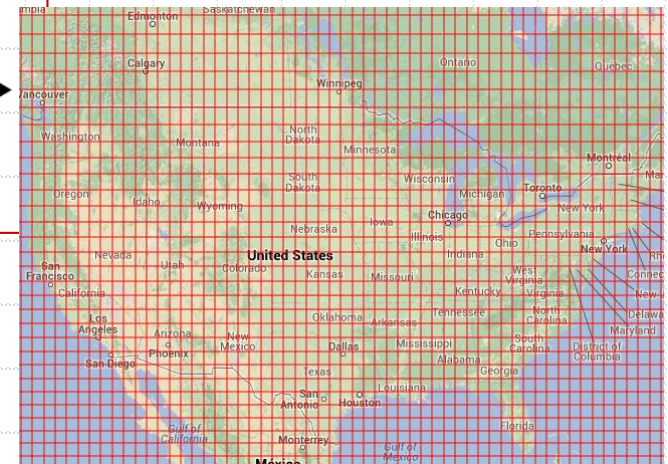 Edmonton
Saskatchewan
Calgary
Ontario
Québec
Winnipeg
Vancouver
Washington
Montana
North
Dakota
Minnesota
Montréal
South
Dakota
Wisconsin
Michigan
Toronto
Oregon
Idaho
Wyoming
New York
Chicago
Iowa
Nebraska
Illinois
Ohio
Pennsylvania
New York
Nevada
United States
Indiana
Utah
Colorado
Kansas
Missouri
West
Virginia
San
Francisco
California
Kentucky
Virginia
Connec
New
Los
Angeles
Arizona
Oklahoma
Arkansas
Tennessee
North
Carolina
Delawa
Maryland
San Diego
Phoenix
New
Mexico
Dallas
Mississippi
South
Carolina
District of
Columbia
Alabama
Georgia
Texas
San
Antonio
Houston
Louisiana
Florida
Gulf of
California
Monterrey
Gulf of
Mexico
México